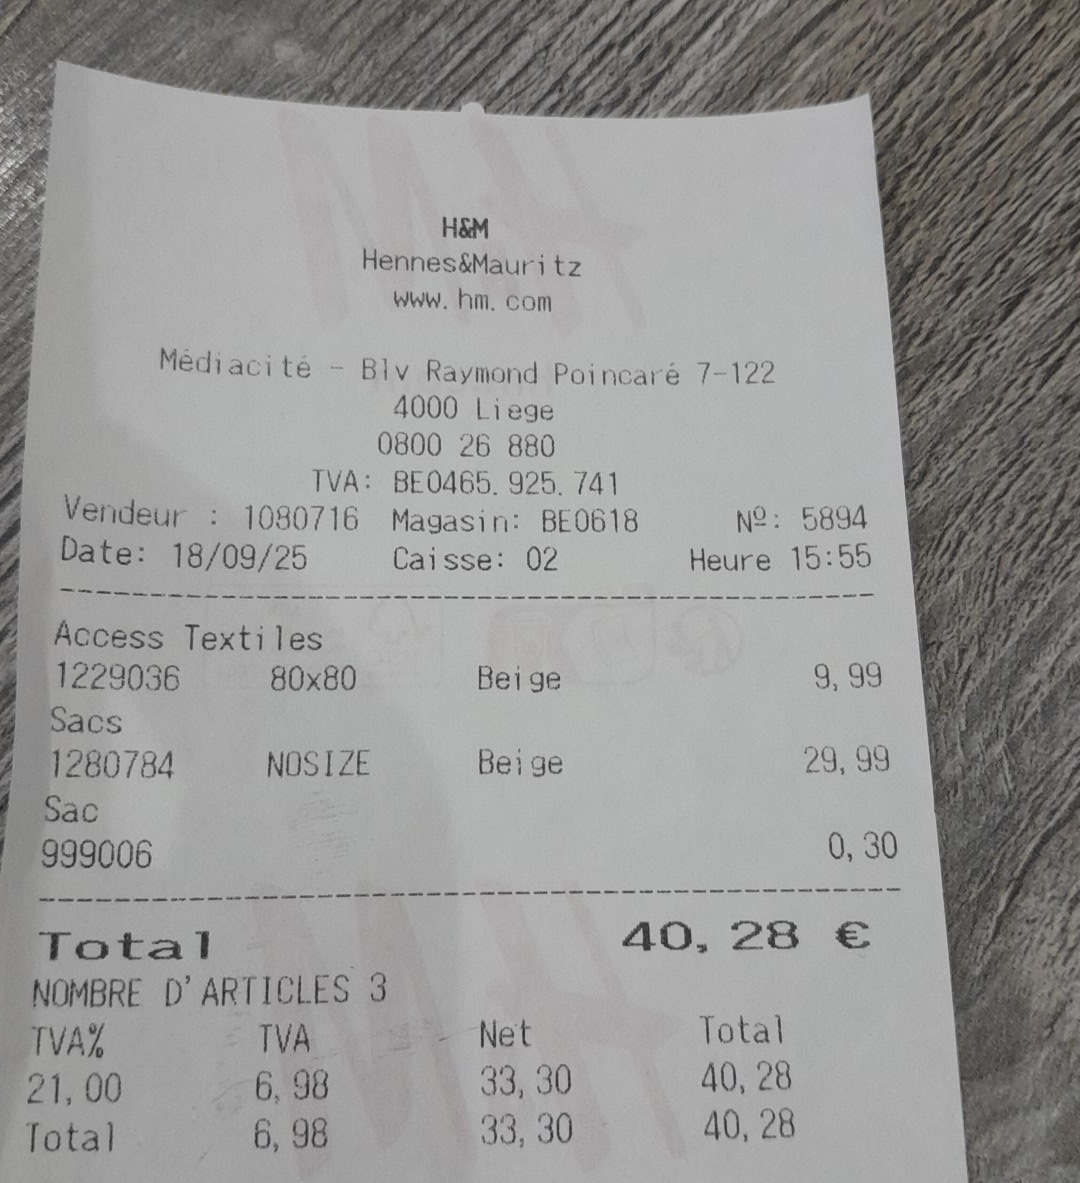 H&M
Hennes&Mauritz
www.hm.com
Médiacité - Blv Raymond Poincaré 7-122
4000 Liege
0800 26 880
TVA: BE0465.925.741
Vendeur : 1080716 Magasin: BE0618 Nº: 5894
Date: 18/09/25 Caisse: 02 Heure 15:55
Access Textiles
1229036 80x80 Beige 9,99
Sacs
1280784 NOSIZE Beige 29,99
Sac
999006 0,30
Total 40,28 €
NOMBRE D'ARTICLES 3
TVA% TVA Net Total
21,00 6,98 33,30 40,28
Total 6,98 33,30 40,28